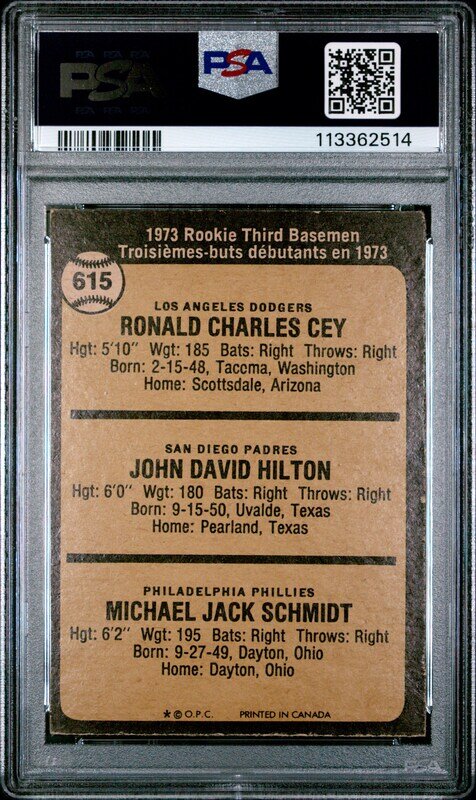 PSA
PSA
113362514
1973 Rookie Third Basemen
Troisièmes-buts débutants en 1973
615
LOS ANGELES DODGERS
RONALD CHARLES CEY
Hgt: 5'10" Wgt: 185 Bats: Right Throws: Right
Born: 2-15-48, Tacoma, Washington
Home: Scottsdale, Arizona
SAN DIEGO PADRES
JOHN DAVID HILTON
Hgt: 6'0" Wgt: 180 Bats: Right Throws: Right
Born: 9-15-50, Uvalde, Texas
Home: Pearland, Texas
PHILADELPHIA PHILLIES
MICHAEL JACK SCHMIDT
Hgt: 6'2" Wgt: 195 Bats: Right Throws: Right
Born: 9-27-49, Dayton, Ohio
Home: Dayton, Ohio
* © O.P.C. PRINTED IN CANADA
PSA